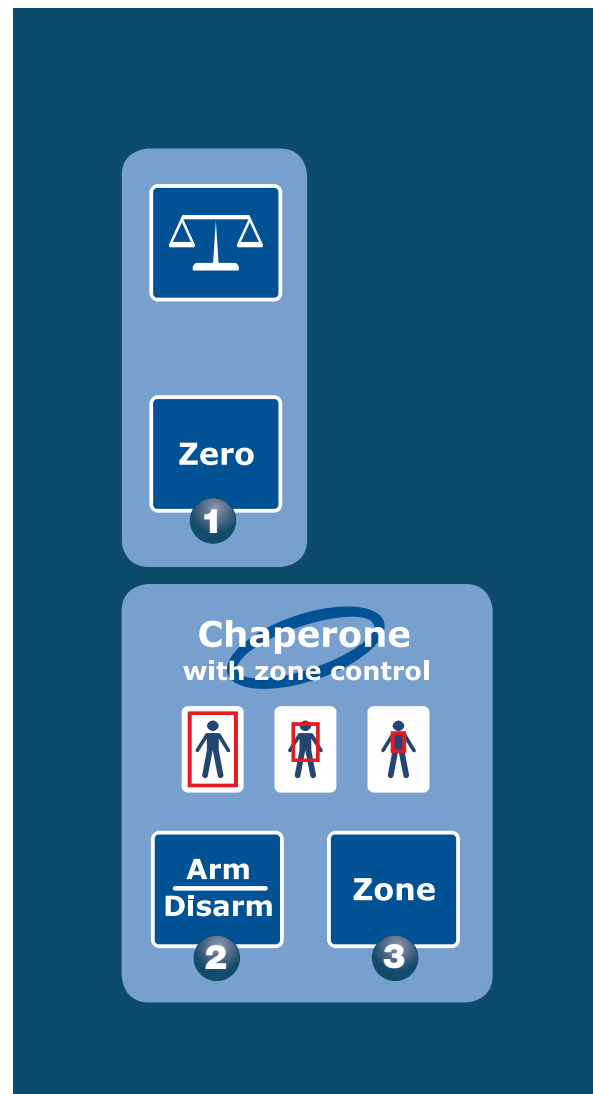 Zero
1
Chaperone
with zone control
Arm
Disarm
2
Zone
3